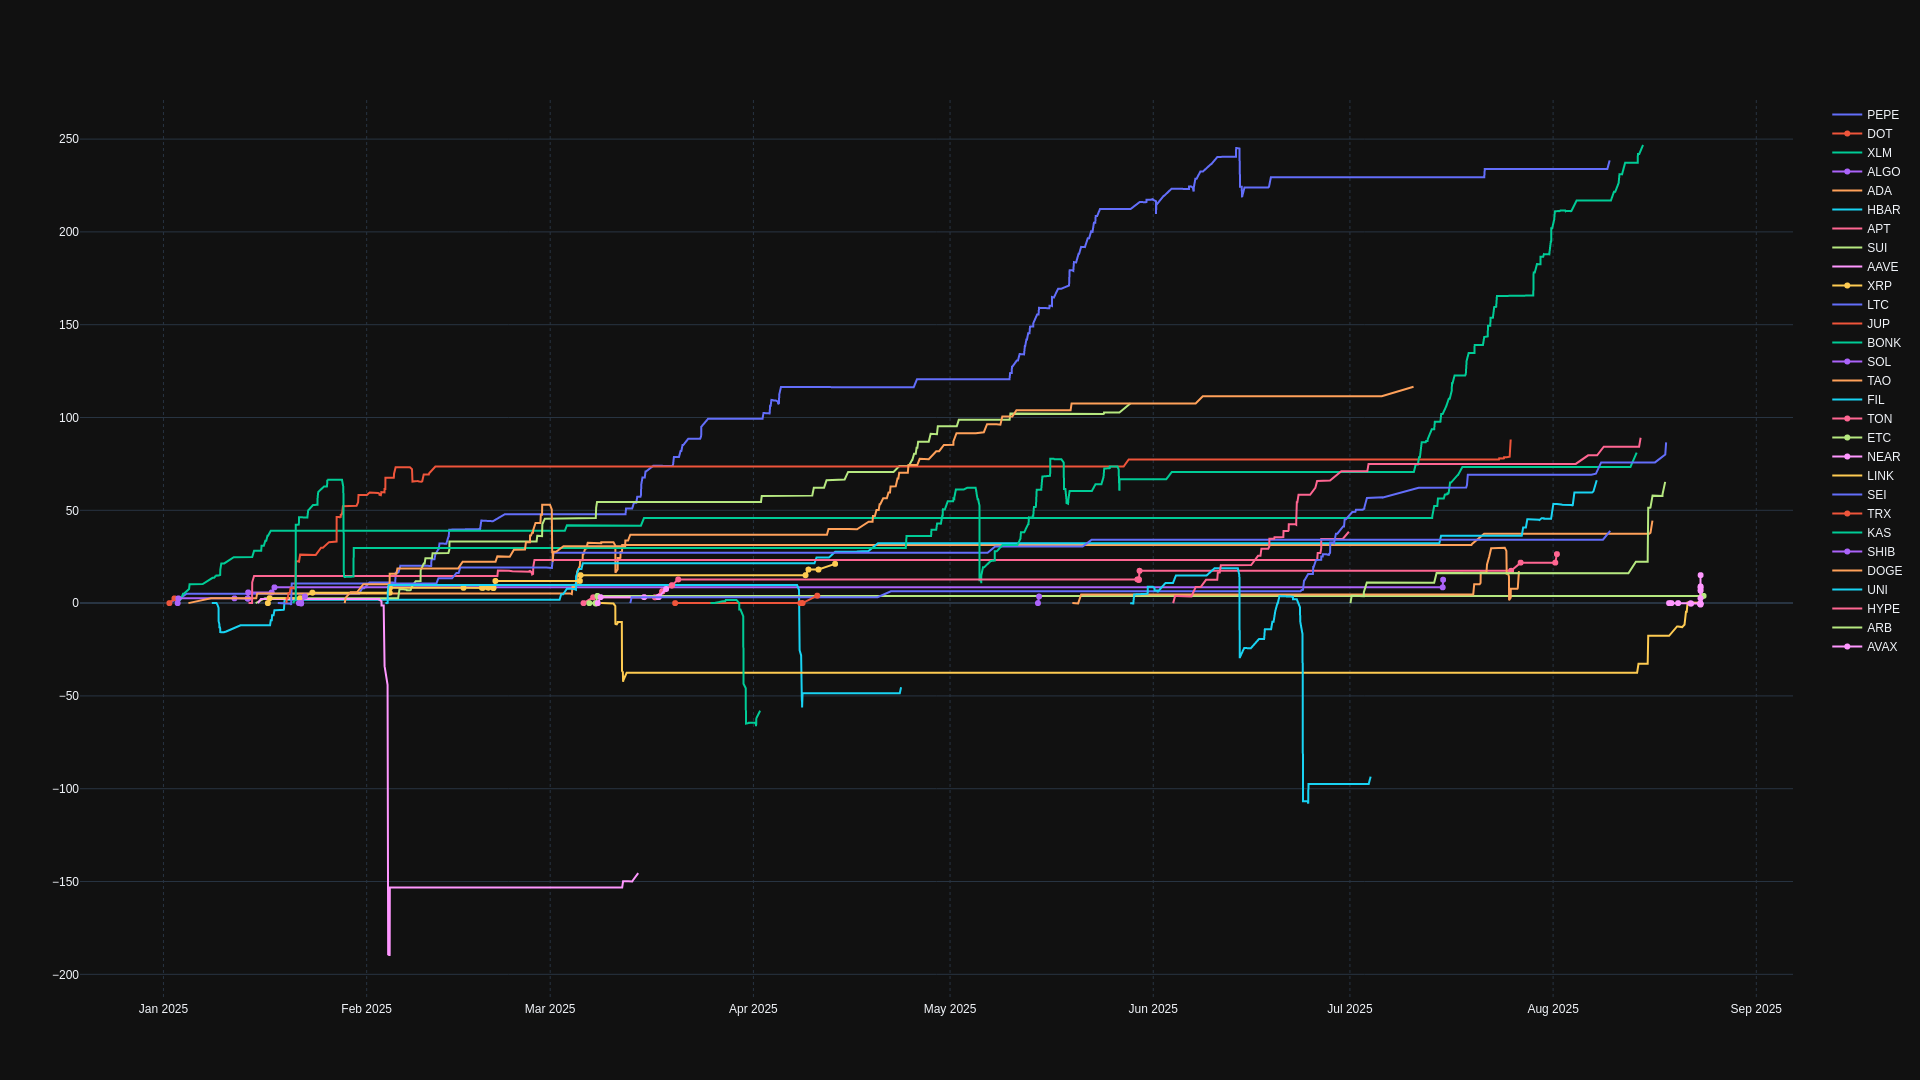 250
200
150
100
50
0
−50
−100
−150
−200
Jan 2025
Feb 2025
Mar 2025
Apr 2025
May 2025
Jun 2025
Jul 2025
Aug 2025
Sep 2025
PEPE
DOT
XLM
ALGO
ADA
HBAR
APT
SUI
AAVE
XRP
LTC
JUP
BONK
SOL
TAO
FIL
TON
ETC
NEAR
LINK
SEI
TRX
KAS
SHIB
DOGE
UNI
HYPE
ARB
AVAX